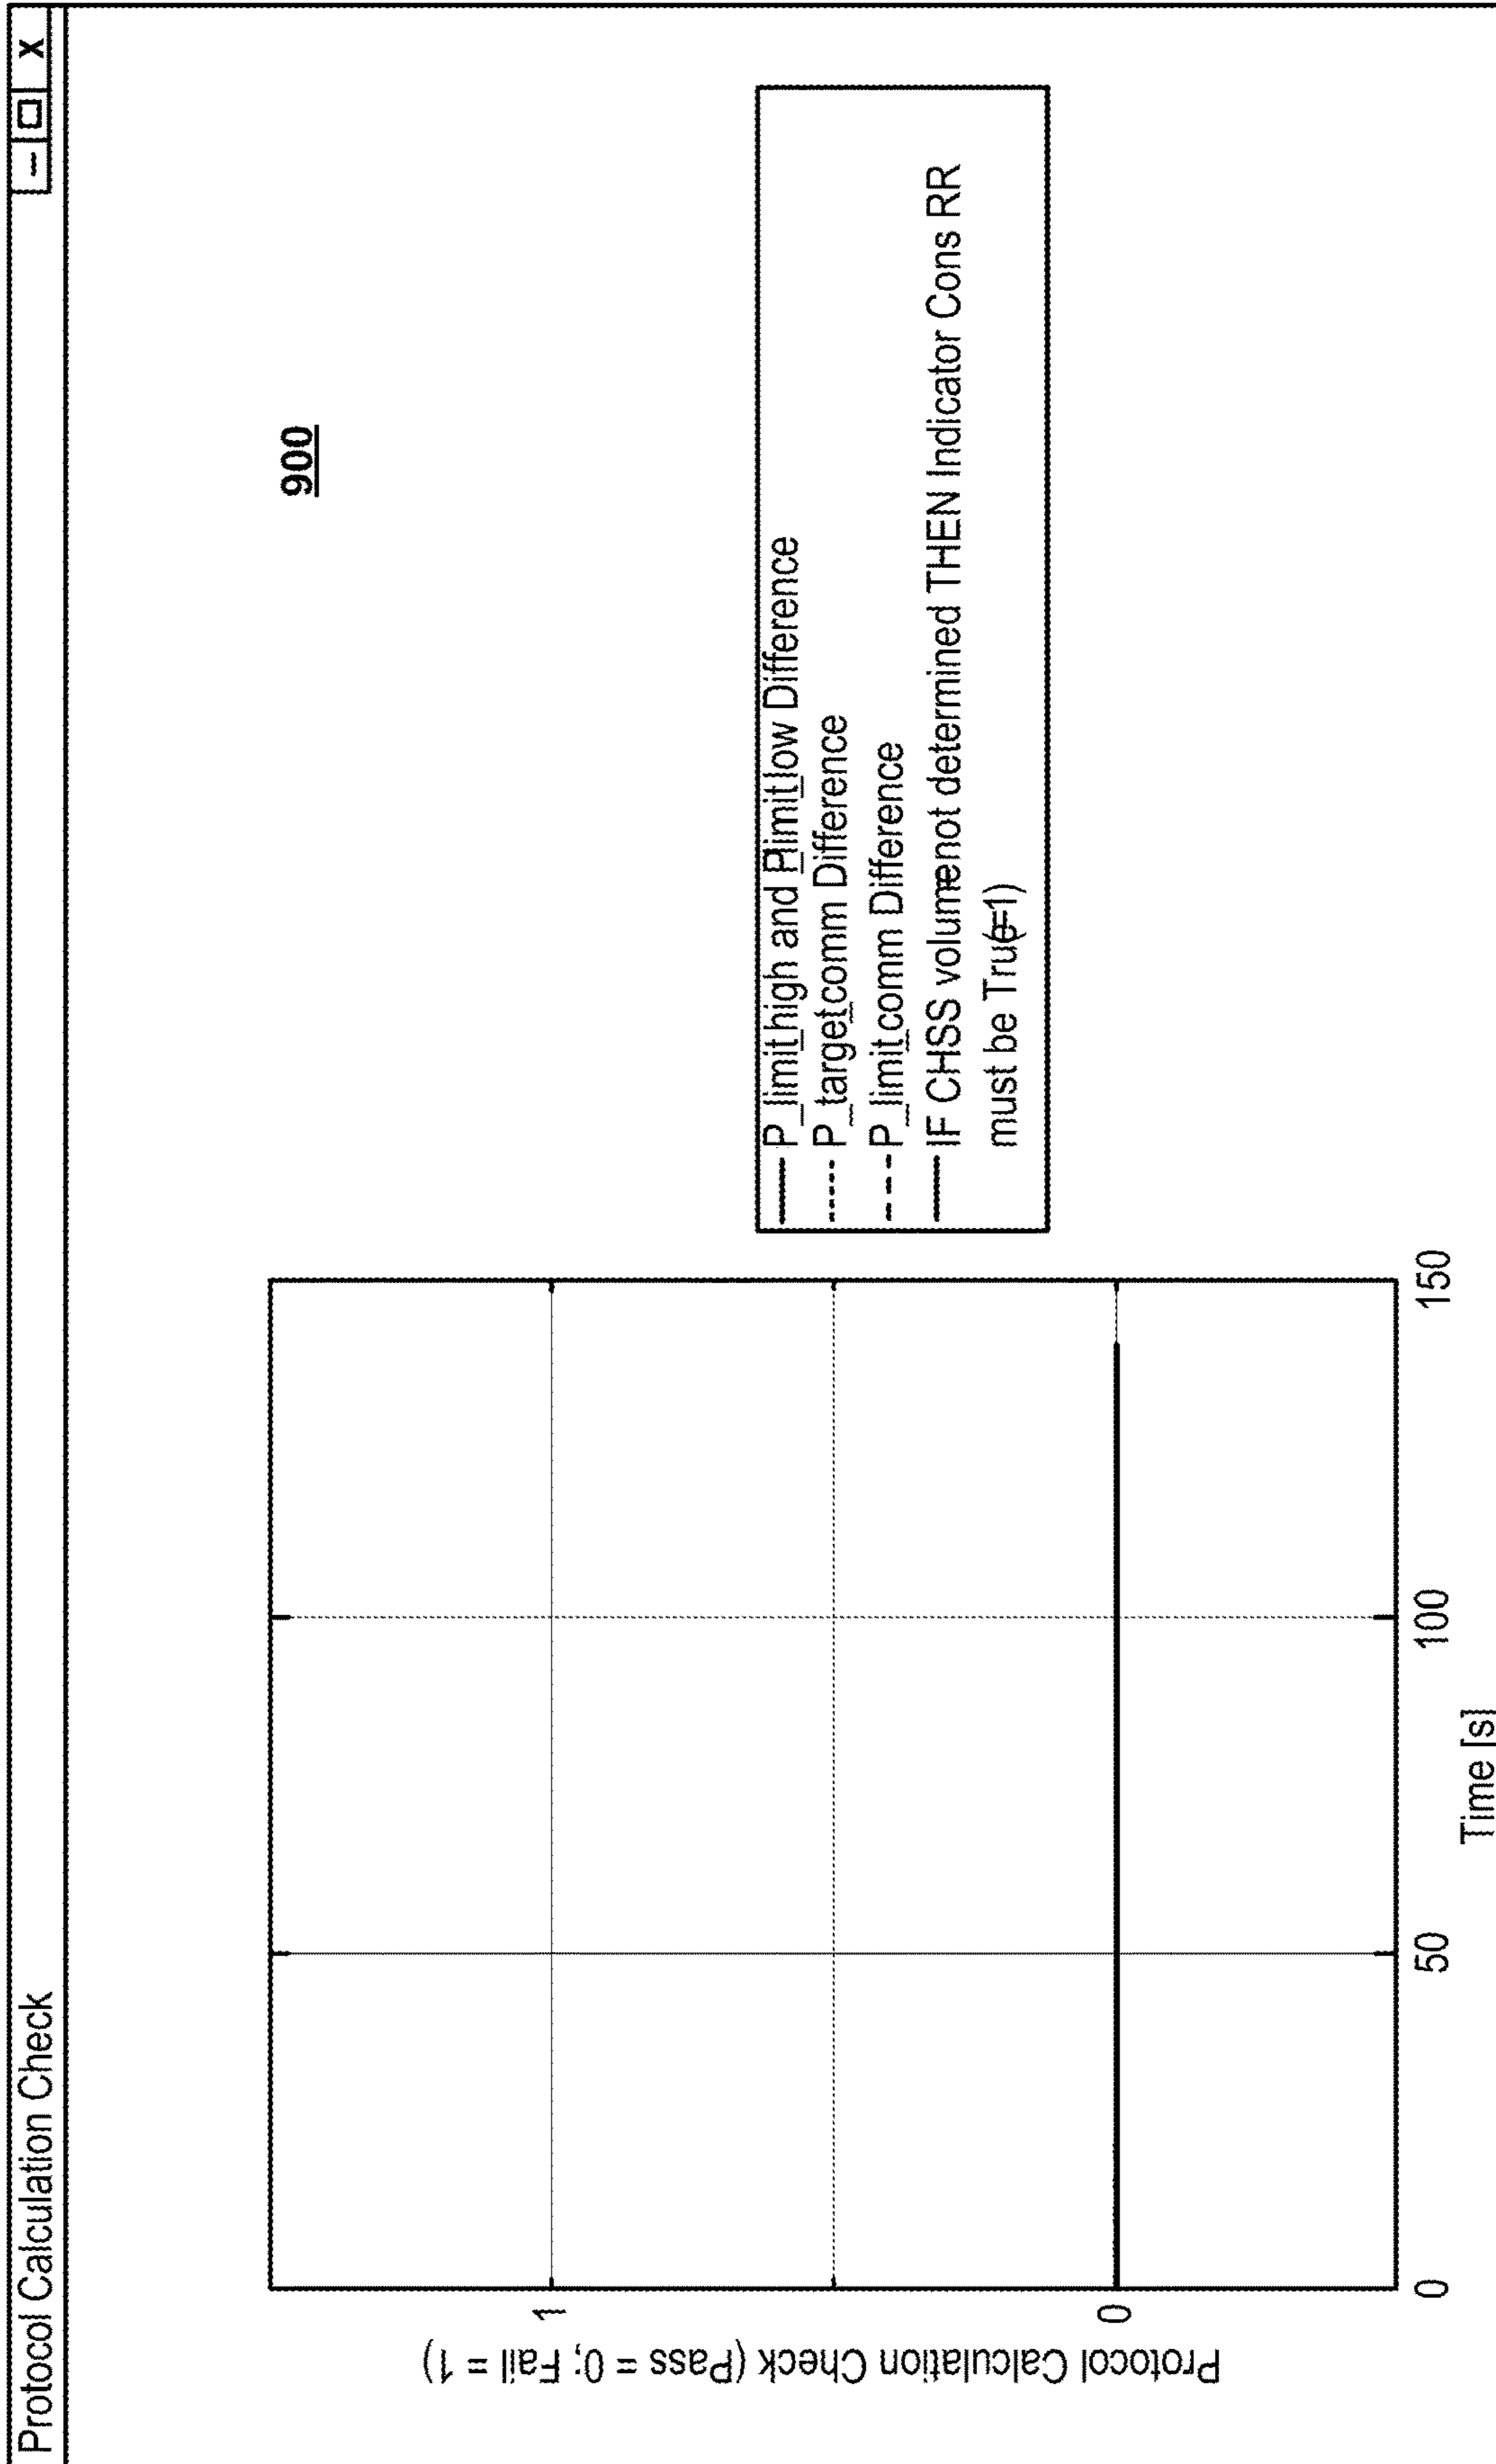 Protocol Calculation Check
– □ X
900
Protocol Calculation Check (Pass = 0; Fail = 1)
1
0
0
50
100
150
Time [s]
P_limit_high and P_limit_low Difference
P_target_comm Difference
P_limit_comm Difference
IF CHSS volume not determined THEN Indicator Cons RR
must be True(=1)